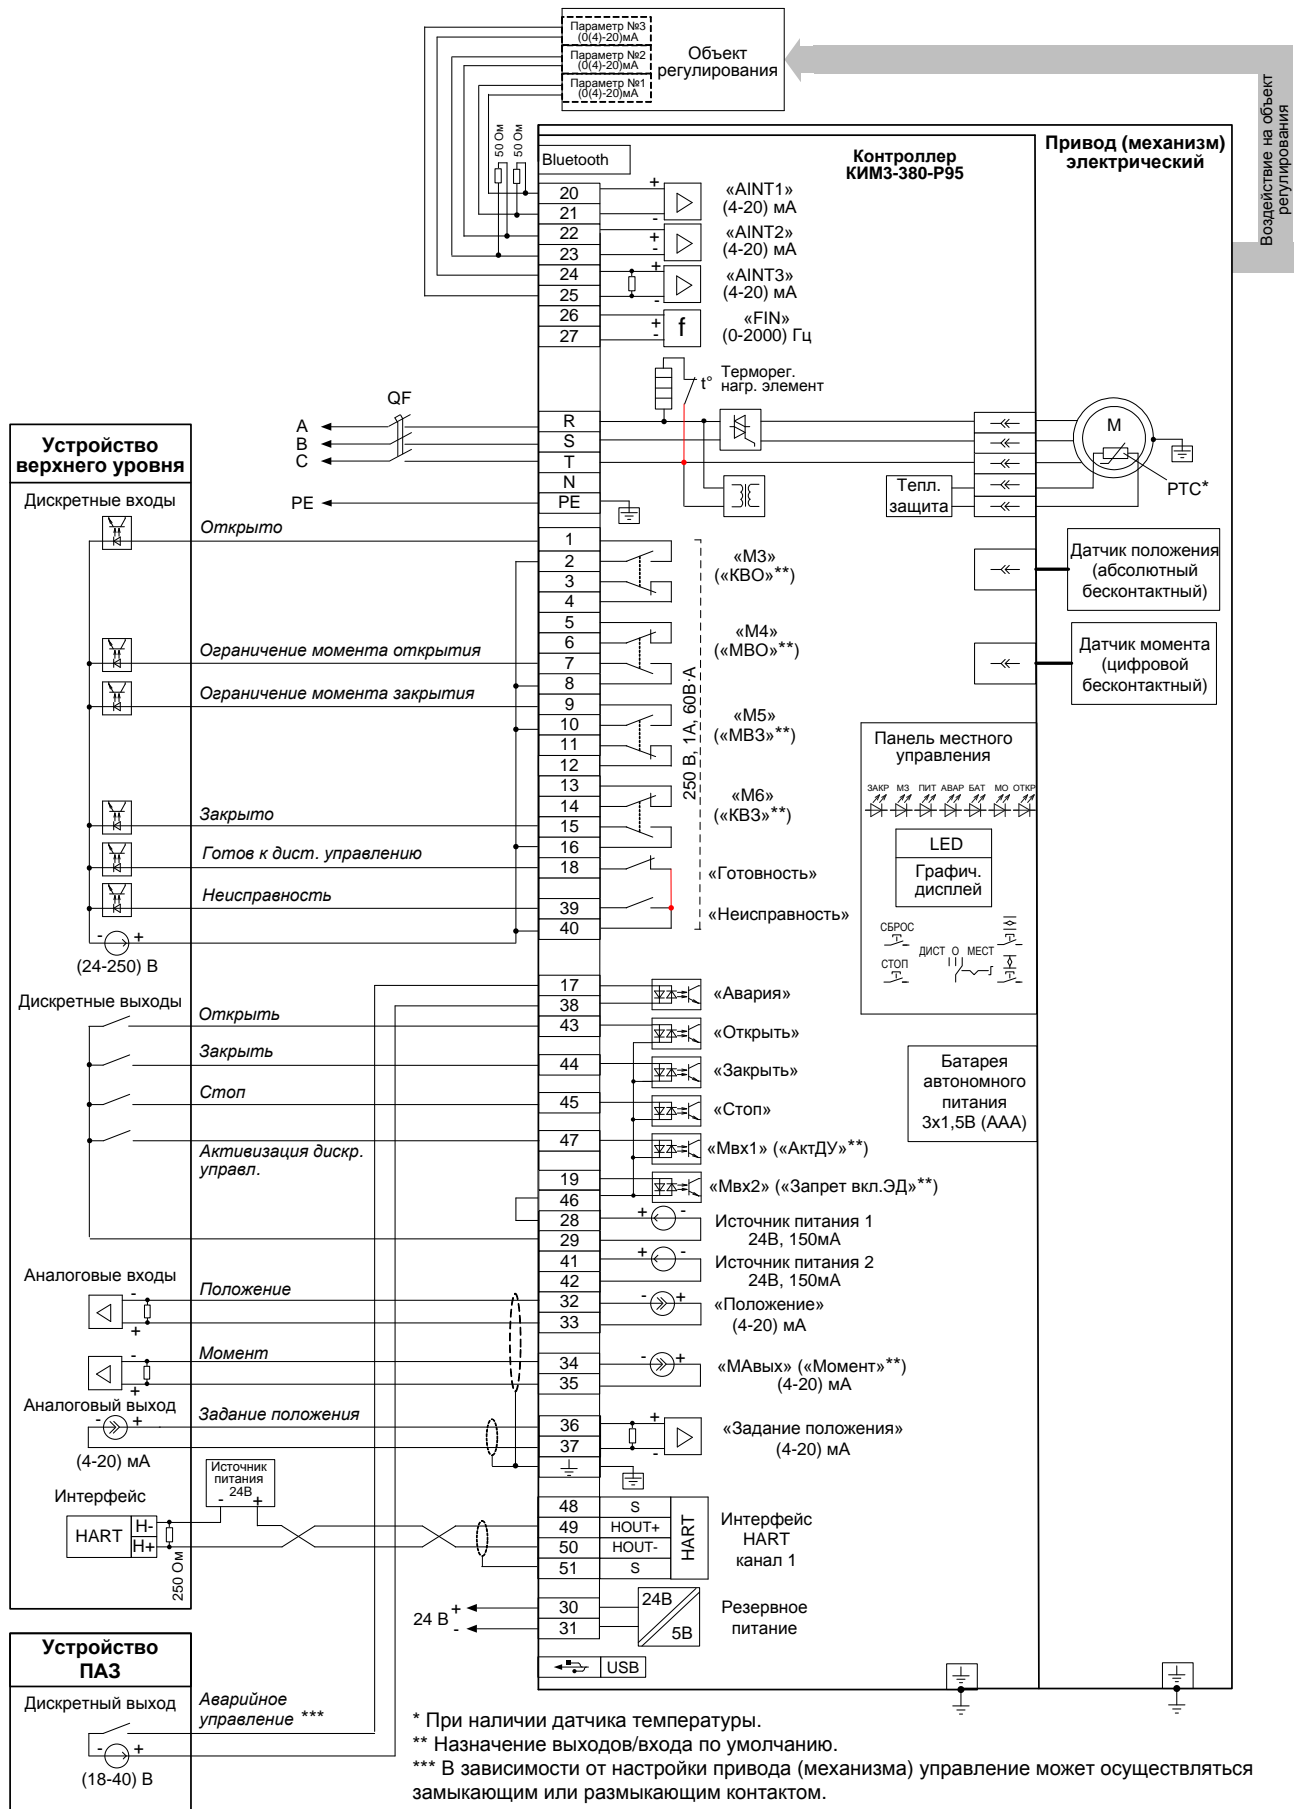 Параметр №3
(0(4)-20)мА
Параметр №2
(0(4)-20)мА
Параметр №1
(0(4)-20)мА
Объект
регулирования
Воздействие на объект
регулирования
50 Ом
50 Ом
Bluetooth
Контроллер
КИМ3-380-Р95
Привод (механизм)
электрический
20
21
22
23
24
25
26
27
+
-
«AINT1»
(4-20) мА
+
-
«AINT2»
(4-20) мА
+
-
«AINT3»
(4-20) мА
+
-
f
«FIN»
(0-2000) Гц
t°
Терморег.
нагр. элемент
QF
A
B
C
PE
R
S
T
N
PE
Тепл.
защита
М
PTC*
Устройство
верхнего уровня
Дискретные входы
Открыто
1
2
3
4
«М3»
(«КВО»**)
Датчик положения
(абсолютный
бесконтактный)
Ограничение момента открытия
5
6
7
8
«М4»
(«МВО»**)
Датчик момента
(цифровой
бесконтактный)
Ограничение момента закрытия
9
10
11
12
«М5»
(«МВЗ»**)
250 В, 1А, 60В·А
Закрыто
13
14
15
16
«М6»
(«КВЗ»**)
Готов к дист. управлению
18
«Готовность»
Неисправность
39
40
«Неисправность»
- +
(24-250) В
Панель местного
управления
ЗАКР МЗ ПИТ АВАР БАТ МО ОТКР
LED
Графич.
дисплей
СБРОС
СТОП
ДИСТ О МЕСТ
Батарея
автономного
питания
3х1,5В (ААА)
Дискретные выходы
17
38
«Авария»
Открыть
43
«Открыть»
Закрыть
44
«Закрыть»
Стоп
45
«Стоп»
Активизация дискр.
управл.
47
«Мвх1» («АктДУ»**)
19
46
«Мвх2» («Запрет вкл.ЭД»**)
28
29
+ -
Источник питания 1
24В, 150мА
41
42
+ -
Источник питания 2
24В, 150мА
Аналоговые входы
-
+
Положение
32
33
- +
«Положение»
(4-20) мА
-
+
Момент
34
35
- +
«МАвых» («Момент»**)
(4-20) мА
Аналоговый выход
- +
(4-20) мА
Задание положения
36
37
+
-
«Задание положения»
(4-20) мА
Источник
питания
24В
- +
Интерфейс
HART
H-
H+
250 Ом
48
49
50
51
S
HOUT+
HOUT-
S
HART
Интерфейс
HART
канал 1
24 В
+
-
30
31
24В
5В
Резервное
питание
USB
Устройство
ПАЗ
Дискретный выход
Аварийное
управление ***
- +
(18-40) В
* При наличии датчика температуры.
** Назначение выходов/входа по умолчанию.
*** В зависимости от настройки привода (механизма) управление может осуществляться
замыкающим или размыкающим контактом.